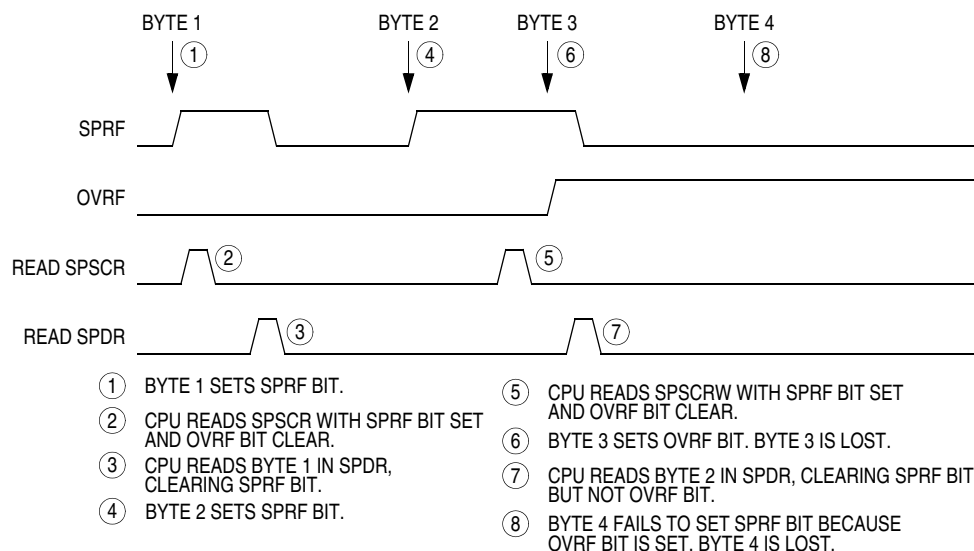 BYTE 1 BYTE 2 BYTE 3 BYTE 4
1 4 6 8
SPRF
OVRF
READ SPSCR 2 5
READ SPDR 3 7
1 BYTE 1 SETS SPRF BIT.
2 CPU READS SPSCR WITH SPRF BIT SET
AND OVRF BIT CLEAR.
3 CPU READS BYTE 1 IN SPDR,
CLEARING SPRF BIT.
4 BYTE 2 SETS SPRF BIT.
5 CPU READS SPSCRW WITH SPRF BIT SET
AND OVRF BIT CLEAR.
6 BYTE 3 SETS OVRF BIT. BYTE 3 IS LOST.
7 CPU READS BYTE 2 IN SPDR, CLEARING SPRF BIT
BUT NOT OVRF BIT.
8 BYTE 4 FAILS TO SET SPRF BIT BECAUSE
OVRF BIT IS SET. BYTE 4 IS LOST.